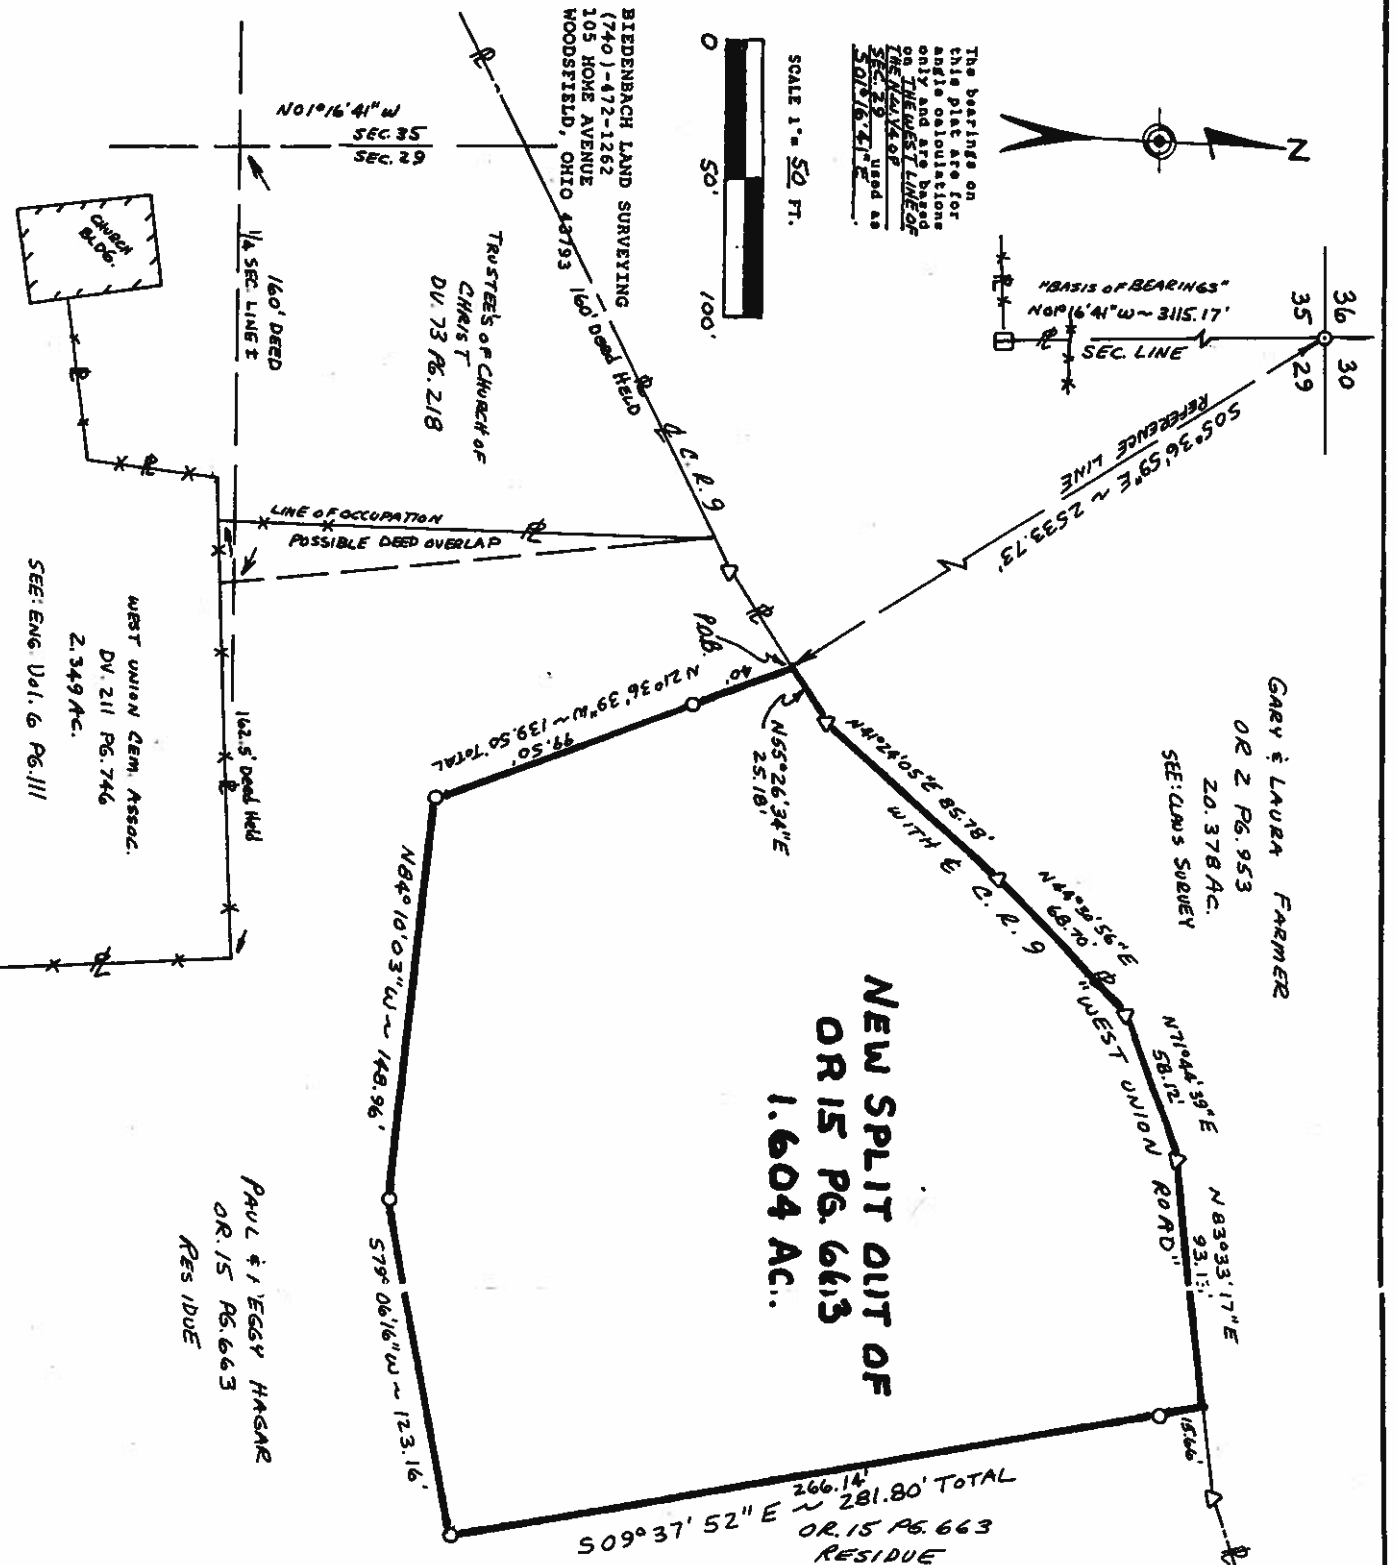 N
The bearings on
this plat are for
angle calculations
only and are based
on THE WEST LINE OF
THE N.W.1/4 OF
SEC. 29 used as
S 01°16'41" E.
SCALE 1"= 50 FT.
0 50' 100'
BIEDENBACH LAND SURVEYING
(740)-472-1262
105 HOME AVENUE
WOODSFIELD, OHIO 43793
36
35
30
29
"BASIS OF BEARINGS"
N01°16'41"W ~ 3115.17'
SEC. LINE
REFERENCE LINE
S05°36'59"E ~ 2533.73'
N01°16'41"W
SEC. 35
SEC. 29
CHURCH
BLDG.
160' DEED
1/4 SEC. LINE ±
TRUSTEE'S OF CHURCH OF
CHRIST
DV. 73 PG. 218
160' Deed HELD
℄ C.R. 9
LINE OF OCCUPATION
POSSIBLE DEED OVERLAP
WEST UNION CEM. ASSOC.
DV. 211 PG. 746
2.349 AC.
SEE: ENG. Vol. 6 PG. 111
162.5' Deed Held
P.O.B.
40'
N21°36'39"W ~ 139.50' TOTAL
99.50'
N55°26'34"E
25.18'
N41°24'05"E 85.78'
WITH ℄ C.R. 9
N44°30'56"E
68.70'
"WEST UNION ROAD"
N71°44'39"E
58.12'
N83°33'17"E
GARY & LAURA FARMER
OR 2 PG. 953
20.378 AC.
SEE: CLAUS SURVEY
NEW SPLIT OUT OF
OR 15 PG. 663
1.604 AC.
N84°10'03"W ~ 148.96'
S79°06'16"W ~ 123.16'
15.66'
266.14'
S09°37'52"E ~ 281.80' TOTAL
OR. 15 PG. 663
RESIDUE
PAUL & PEGGY HAGAR
OR. 15 PG. 663
RESIDUE